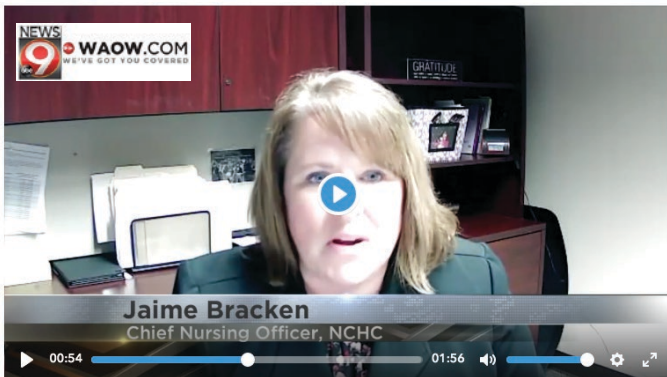 NEWS
9
WAOW.COM
WE'VE GOT YOU COVERED
GRATITUDE
Jaime Bracken
Chief Nursing Officer, NCHC
00:54
01:56